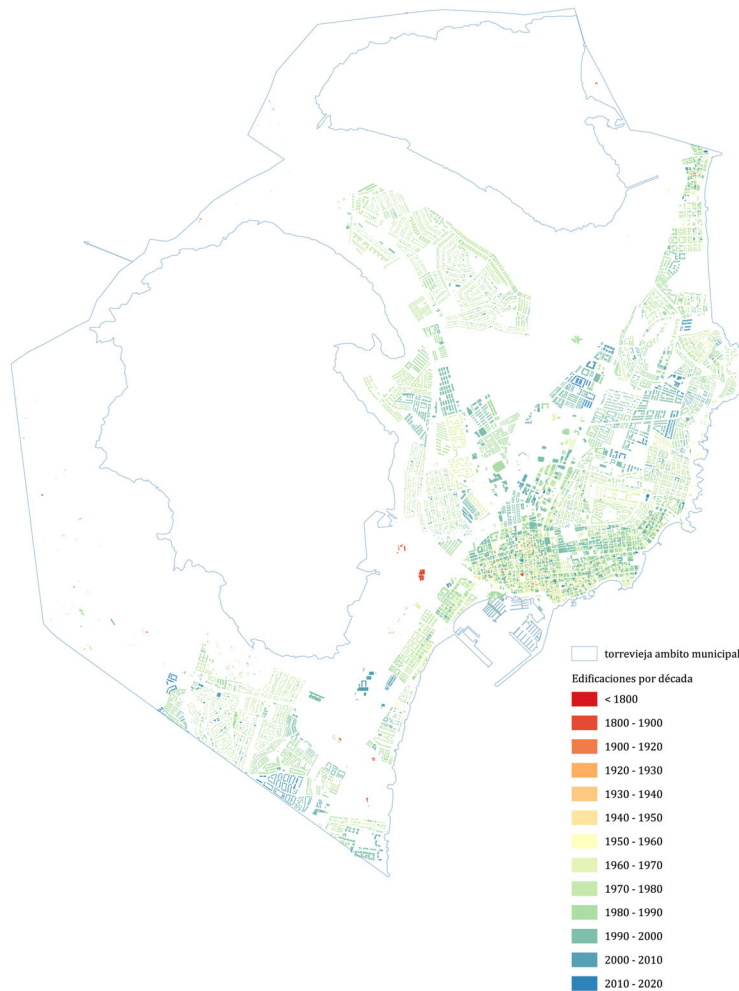 torrevieja ambito municipal
Edificaciones por década
< 1800
1800 - 1900
1900 - 1920
1920 - 1930
1930 - 1940
1940 - 1950
1950 - 1960
1960 - 1970
1970 - 1980
1980 - 1990
1990 - 2000
2000 - 2010
2010 - 2020